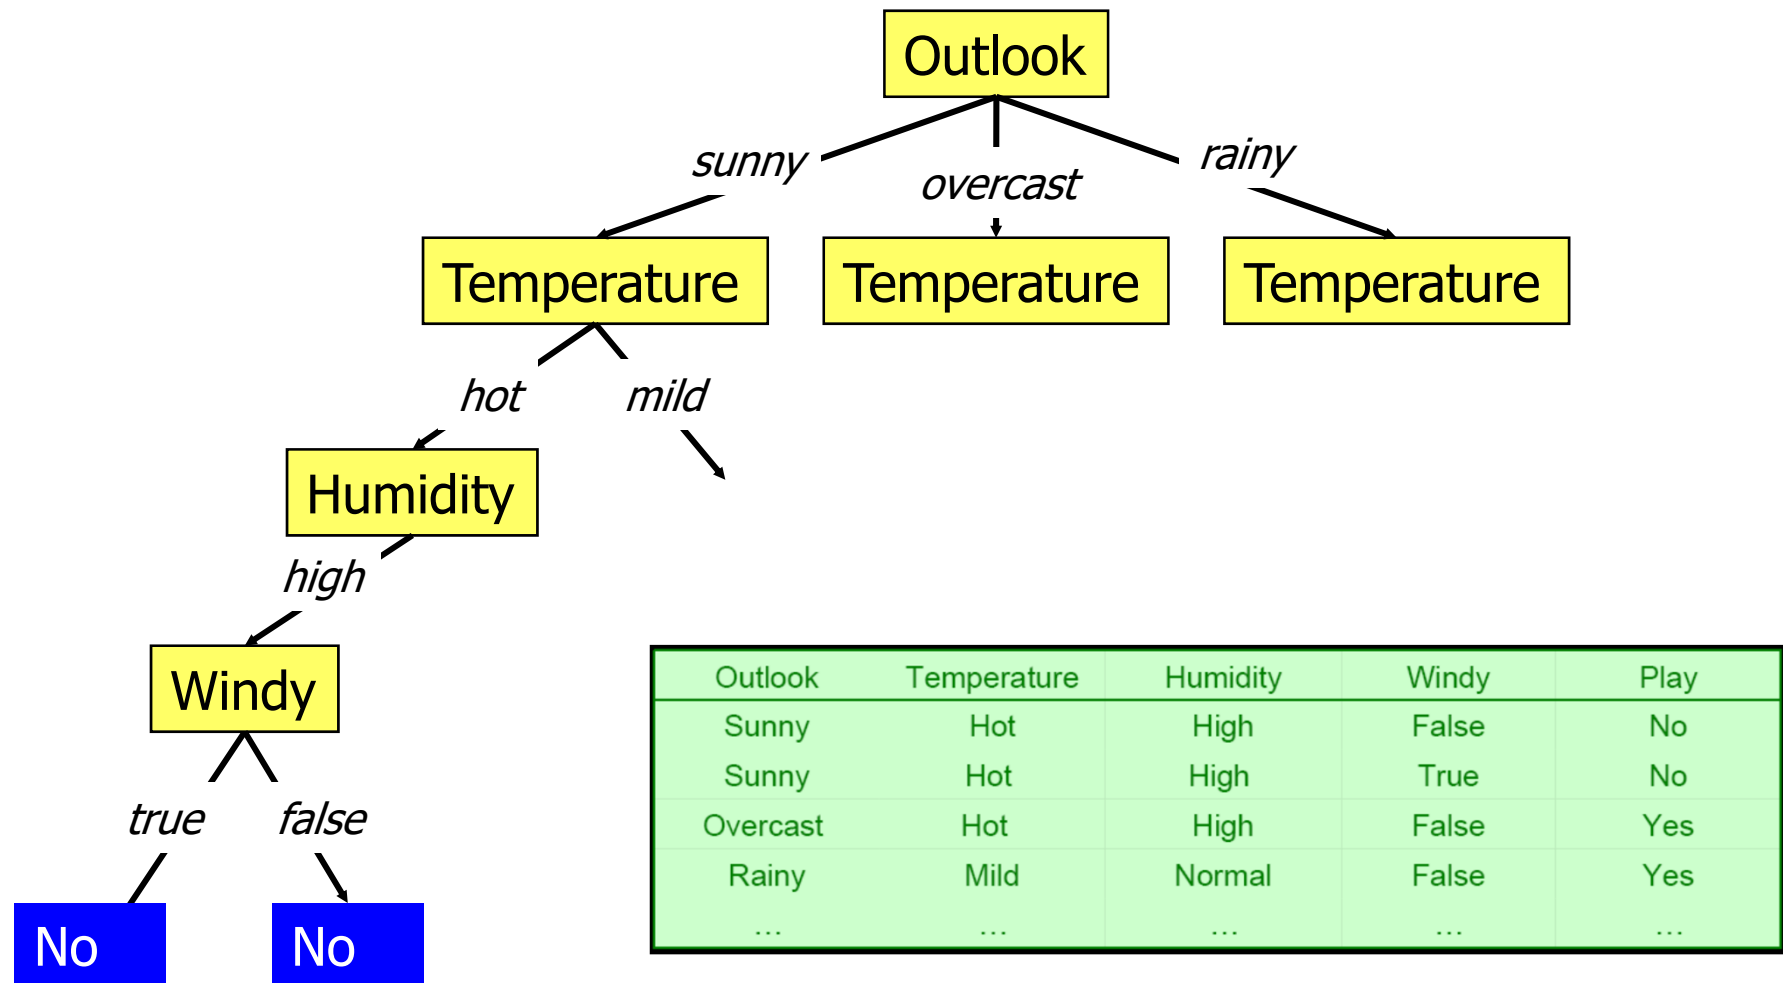 Outlook
sunny
overcast
rainy
Temperature
Temperature
Temperature
hot
mild
Humidity
high
Windy
true
false
No
No
Outlook Temperature Humidity Windy Play
Sunny Hot High False No
Sunny Hot High True No
Overcast Hot High False Yes
Rainy Mild Normal False Yes
… … … … …